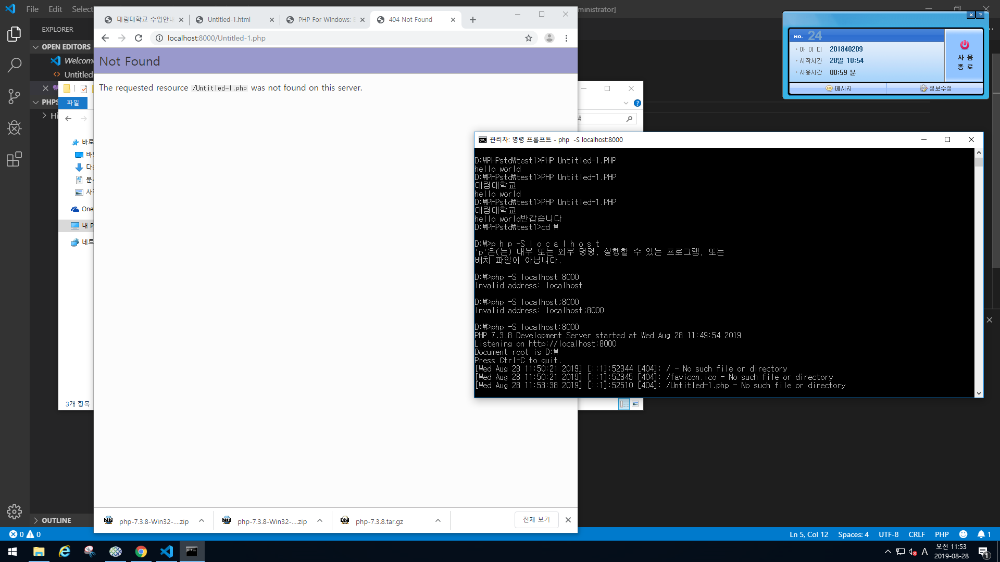 File Edit Select
ministrator]
EXPLORER
OPEN EDITORS
Welcome
Untitled
PHPS
Hi
OUTLINE
대림대학교 수업안내
Untitled-1.html
PHP For Windows:
404 Not Found
localhost:8000/Untitled-1.php
Not Found
The requested resource /Untitled-1.php was not found on this server.
파일
바로
문서
One
내 P
네트
3개 항목
php-7.3.8-Win32-....zip
php-7.3.8-Win32-....zip
php-7.3.8.tar.gz
전체 보기
NO. 24
아 이 디 201840209
시작시간 28일 10:54
사용시간 00:59 분
사 용
종 료
메시지
정보수정
관리자: 명령 프롬프트 - php  -S localhost:8000
D:₩PHPstd₩test1>PHP Untitled-1.PHP
hello world
D:₩PHPstd₩test1>PHP Untitled-1.PHP
대림대학교
hello world
D:₩PHPstd₩test1>PHP Untitled-1.PHP
대림대학교
hello world반갑습니다
D:₩PHPstd₩test1>cd ₩
D:₩>p h p -S l o c a l h o s t
'p'은(는) 내부 또는 외부 명령, 실행할 수 있는 프로그램, 또는
배치 파일이 아닙니다.
D:₩>php -S localhost 8000
Invalid address: localhost
D:₩>php -S localhost;8000
Invalid address: localhost;8000
D:₩>php -S localhost:8000
PHP 7.3.8 Development Server started at Wed Aug 28 11:49:54 2019
Listening on http://localhost:8000
Document root is D:₩
Press Ctrl-C to quit.
[Wed Aug 28 11:50:21 2019] [::1]:52344 [404]: / - No such file or directory
[Wed Aug 28 11:50:21 2019] [::1]:52345 [404]: /favicon.ico - No such file or directory
[Wed Aug 28 11:53:38 2019] [::1]:52510 [404]: /Untitled-1.php - No such file or directory
0 0
Ln 5, Col 12 Spaces: 4 UTF-8 CRLF PHP 1
A
오전 11:53
2019-08-28
1